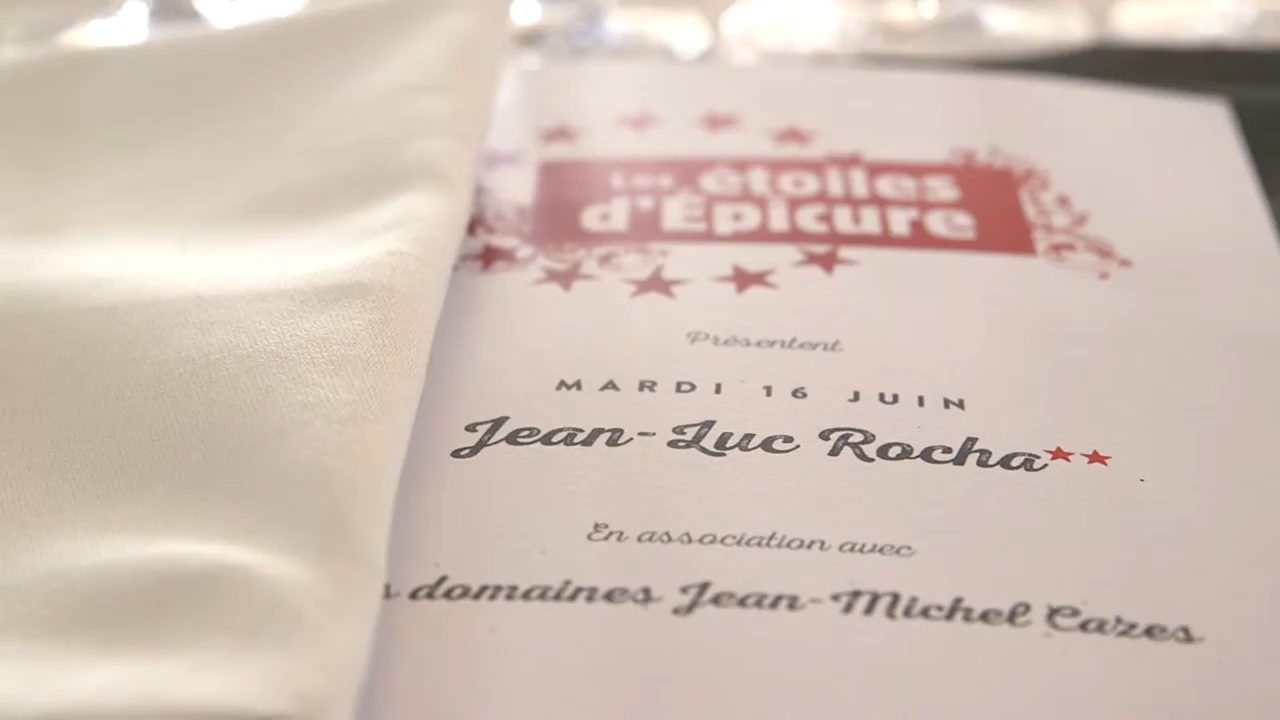 Les étoiles
d'Épicure
Présentent
MARDI 16 JUIN
Jean-Luc Rocha
En association avec
domaines Jean-Michel Cazes